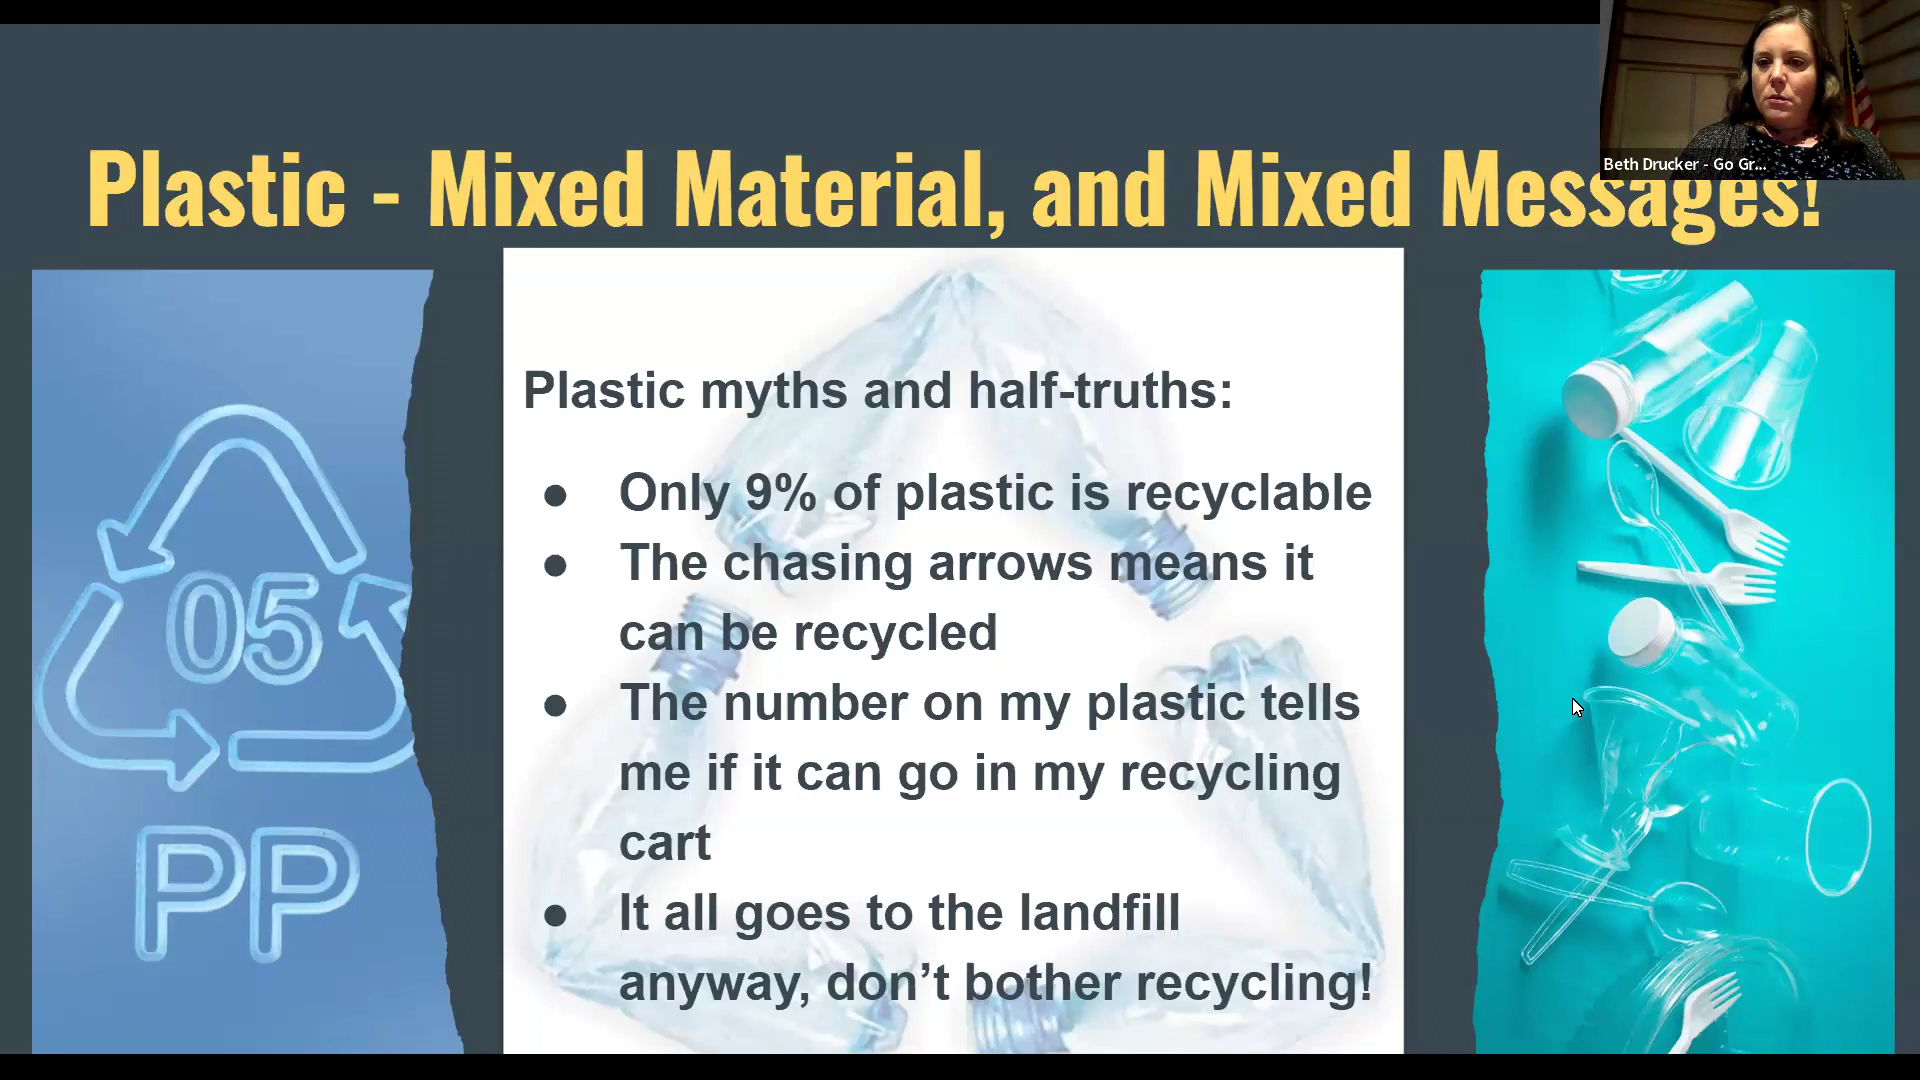 Beth Drucker - Go Gr...
Plastic - Mixed Material, and Mixed Messages!
05
PP
Plastic myths and half-truths:
● Only 9% of plastic is recyclable
● The chasing arrows means it
can be recycled
● The number on my plastic tells
me if it can go in my recycling
cart
● It all goes to the landfill
anyway, don’t bother recycling!